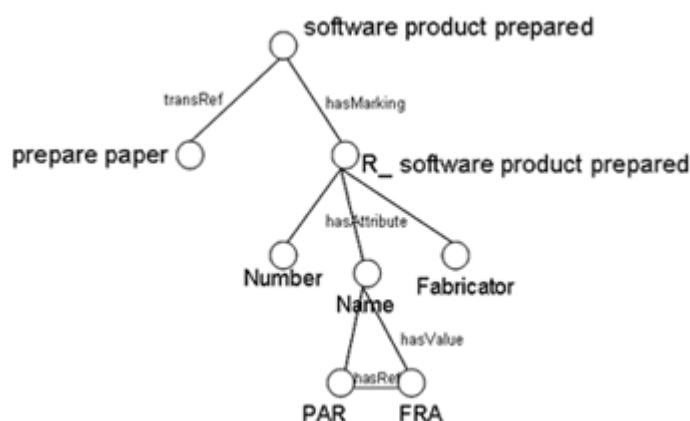 software product prepared
transRef
hasMarking
prepare paper
R_ software product prepared
hasAttribute
Number
Name
Fabricator
hasValue
hasRef
PAR
FRA